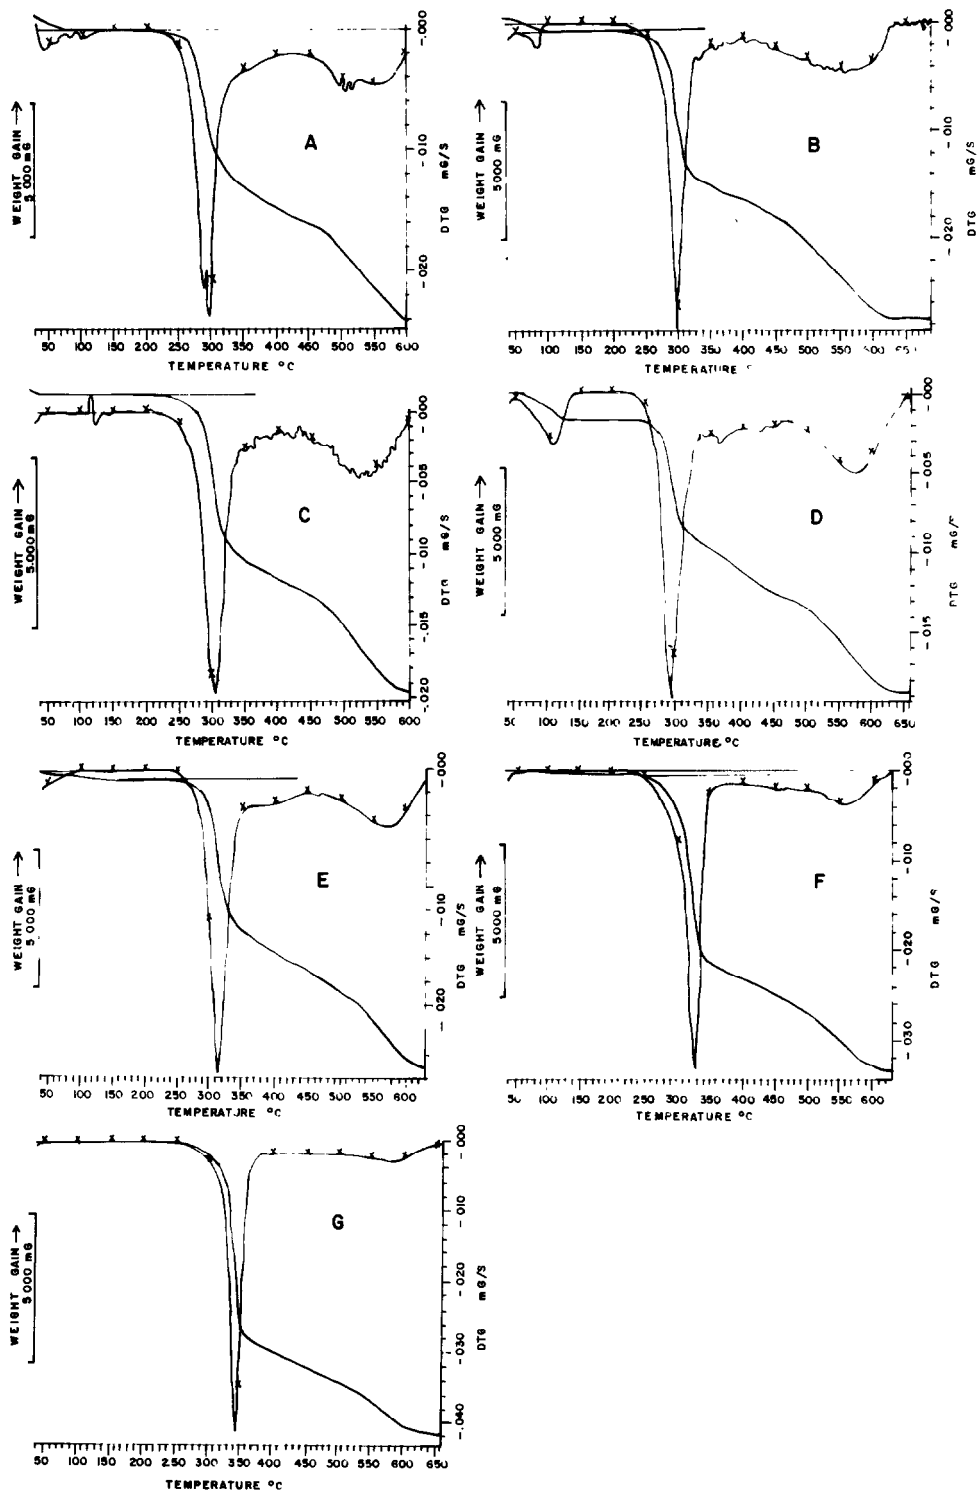 A
WEIGHT GAIN →
5 000 mG
-.000
-.010
-.020
DTG mG/S
50 100 150 200 250 300 350 400 450 500 550 600
TEMPERATURE °C
B
WEIGHT GAIN →
5 000 mG
-.000
-.010
-.020
DTG mG/S
50 100 150 200 250 300 350 400 450 500 550 600 650
TEMPERATURE
C
WEIGHT GAIN →
5.000 mG
-.000
-.005
-.010
-.015
-.020
DTG mG/S
50 100 150 200 250 300 350 400 450 500 550 600
TEMPERATURE °C
D
WEIGHT GAIN →
5 000 mG
-.000
-.005
-.010
-.015
DTG
100 150 200 250 300 350 400 450 500 550 600 650
TEMPERATURE °C
E
WEIGHT GAIN →
5 000 mG
-.000
-.010
-.020
DTG mG/S
50 100 150 200 250 300 350 400 450 500 550 600
TEMPERATURE °C
F
WEIGHT GAIN →
5 000 mG
-.000
-.010
-.020
-.030
DTG mG/S
100 150 200 250 300 350 400 450 500 550 600
TEMPERATURE °C
G
WEIGHT GAIN →
5 000 mG
-.000
-.010
-.020
-.030
-.040
DTG mG/S
50 100 150 200 250 300 350 400 450 500 550 600 650
TEMPERATURE °C